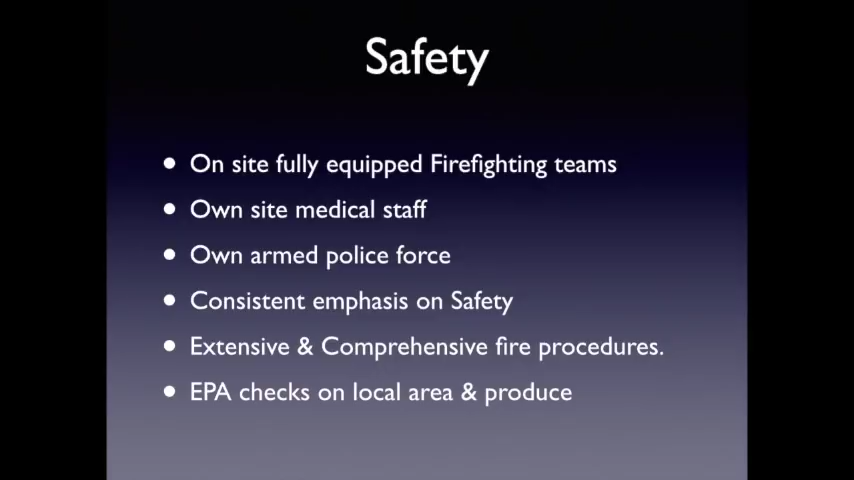 Safety
• On site fully equipped Firefighting teams
• Own site medical staff
• Own armed police force
• Consistent emphasis on Safety
• Extensive & Comprehensive fire procedures.
• EPA checks on local area & produce